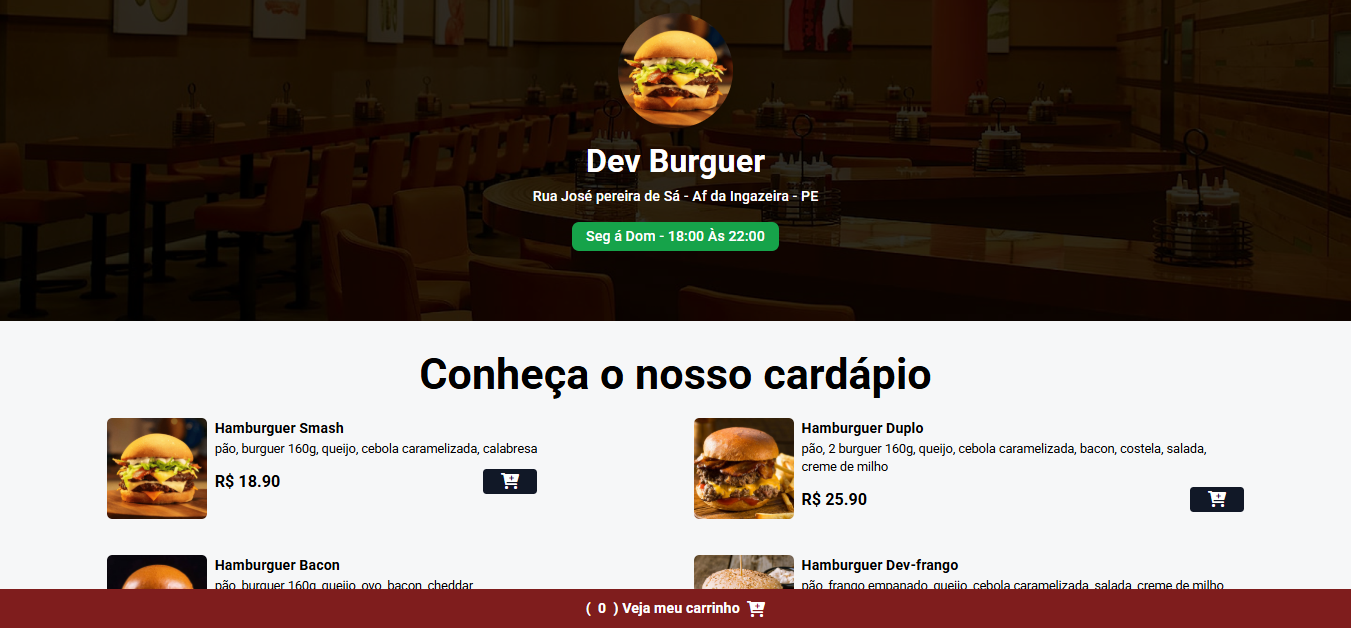 Dev Burguer
Rua José pereira de Sá - Af da Ingazeira - PE
Seg á Dom - 18:00 Às 22:00
Conheça o nosso cardápio
Hamburguer Smash
pão, burguer 160g, queijo, cebola caramelizada, calabresa
R$ 18.90
Hamburguer Duplo
pão, 2 burguer 160g, queijo, cebola caramelizada, bacon, costela, salada,
creme de milho
R$ 25.90
Hamburguer Bacon
pão, burguer 160g, queijo, ovo, bacon, cheddar
Hamburguer Dev-frango
pão, frango empanado, queijo, cebola caramelizada, salada, creme de milho
( 0 ) Veja meu carrinho